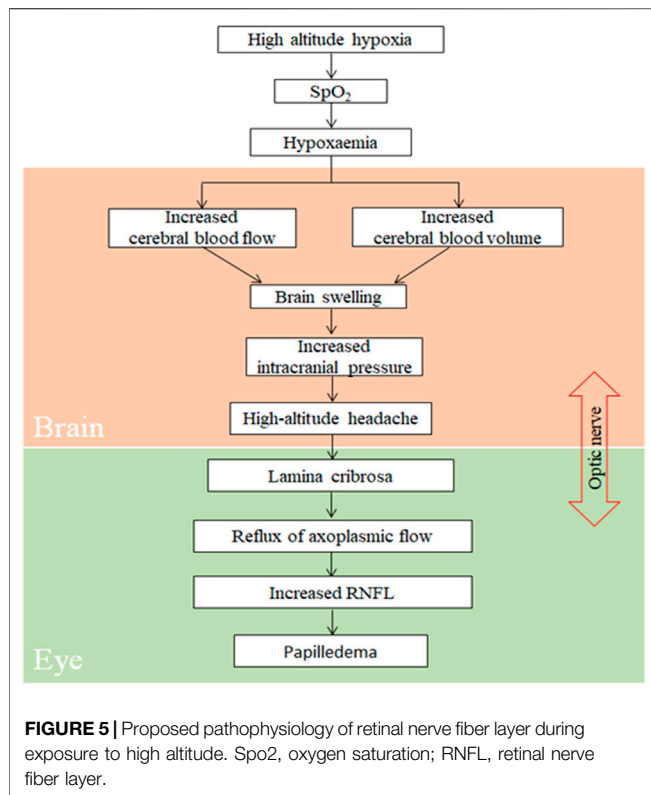 High altitude hypoxia
SpO₂
Hypoxaemia
Increased
cerebral blood flow
Increased
cerebral blood volume
Brain swelling
Increased
intracranial pressure
High-altitude headache
Brain
Optic nerve
Lamina cribrosa
Reflux of axoplasmic flow
Increased RNFL
Papilledema
Eye
FIGURE 5 | Proposed pathophysiology of retinal nerve fiber layer during
exposure to high altitude. Spo2, oxygen saturation; RNFL, retinal nerve
fiber layer.